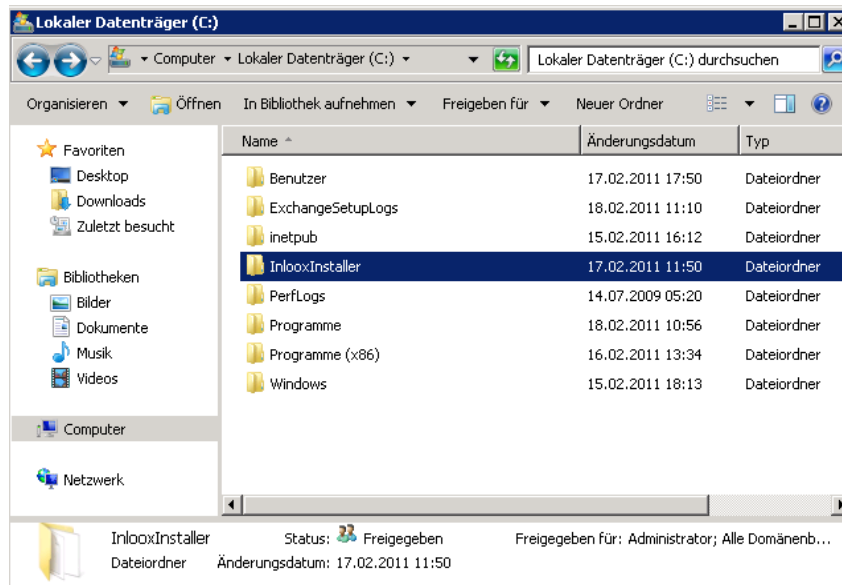 Lokaler Datenträger (C:)
Computer Lokaler Datenträger (C:) Lokaler Datenträger (C:) durchsuchen
Organisieren Öffnen In Bibliothek aufnehmen Freigeben für Neuer Ordner
Favoriten
Desktop
Downloads
Zuletzt besucht
Bibliotheken
Bilder
Dokumente
Musik
Videos
Computer
Netzwerk
Name Änderungsdatum Typ
Benutzer 17.02.2011 17:50 Dateiordner
ExchangeSetupLogs 18.02.2011 11:10 Dateiordner
inetpub 15.02.2011 16:12 Dateiordner
InlooxInstaller 17.02.2011 11:50 Dateiordner
PerfLogs 14.07.2009 05:20 Dateiordner
Programme 18.02.2011 10:56 Dateiordner
Programme (x86) 16.02.2011 13:34 Dateiordner
Windows 15.02.2011 18:13 Dateiordner
InlooxInstaller Status: Freigegeben Freigegeben für: Administrator; Alle Domänenb...
Dateiordner Änderungsdatum: 17.02.2011 11:50